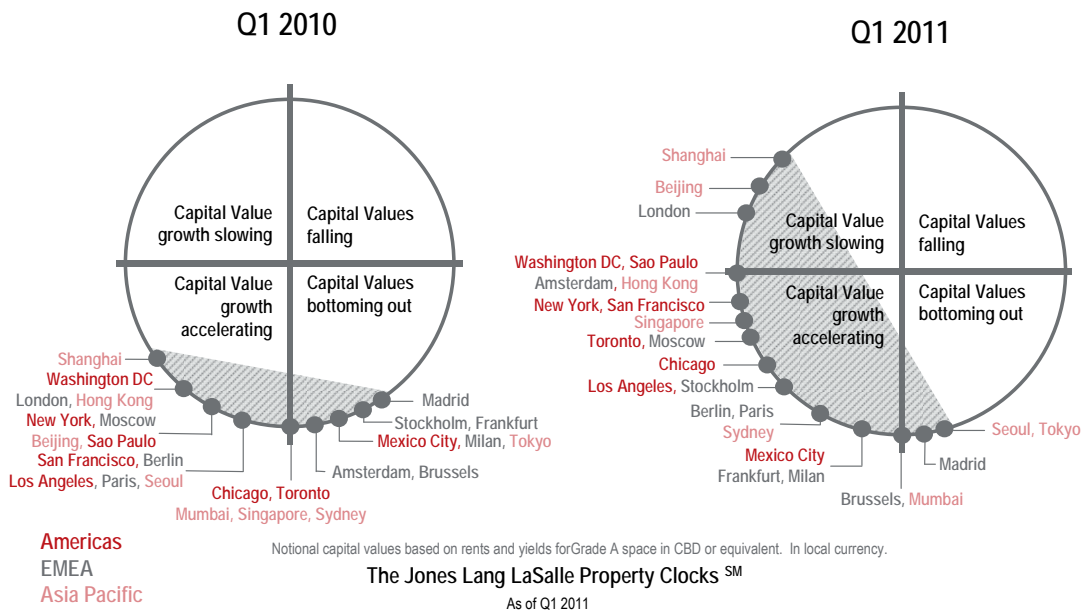 Q1 2010
Capital Value
growth slowing
Capital Values
falling
Capital Value
growth
accelerating
Capital Values
bottoming out
Shanghai
Washington DC
London, Hong Kong
New York, Moscow
Beijing, Sao Paulo
San Francisco, Berlin
Los Angeles, Paris, Seoul
Chicago, Toronto
Mumbai, Singapore, Sydney
Amsterdam, Brussels
Mexico City, Milan, Tokyo
Stockholm, Frankfurt
Madrid
Q1 2011
Capital Value
growth slowing
Capital Values
falling
Capital Value
growth
accelerating
Capital Values
bottoming out
Shanghai
Beijing
London
Washington DC, Sao Paulo
Amsterdam, Hong Kong
New York, San Francisco
Singapore
Toronto, Moscow
Chicago
Los Angeles, Stockholm
Berlin, Paris
Sydney
Mexico City
Frankfurt, Milan
Brussels, Mumbai
Madrid
Seoul, Tokyo
Americas
EMEA
Asia Pacific
Notional capital values based on rents and yields forGrade A space in CBD or equivalent. In local currency.
The Jones Lang LaSalle Property Clocks SM
As of Q1 2011